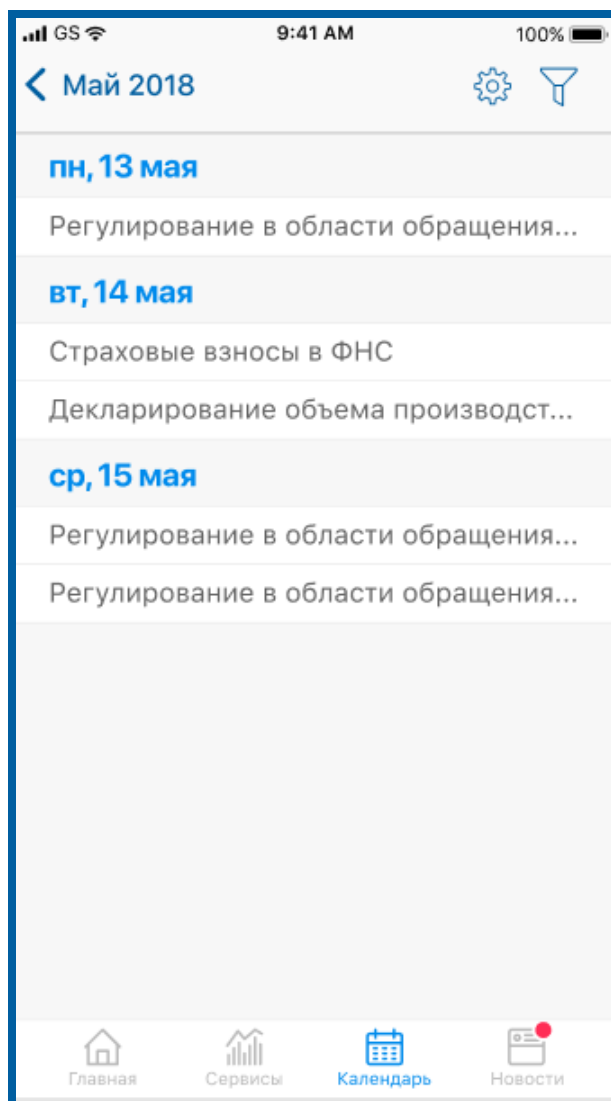 GS 9:41 AM 100%
Май 2018
пн, 13 мая
Регулирование в области обращения...
вт, 14 мая
Страховые взносы в ФНС
Декларирование объема производст...
ср, 15 мая
Регулирование в области обращения...
Регулирование в области обращения...
Главная Сервисы Календарь Новости